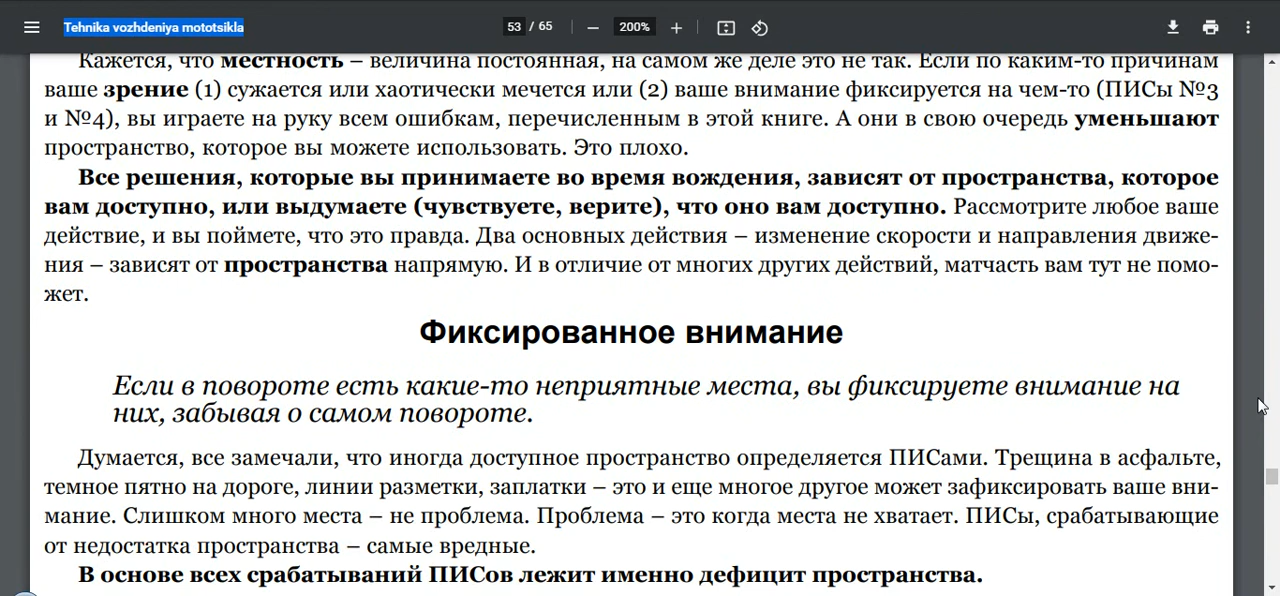 Tehnika vozhdeniya mototsikla
53 / 65
200%
Кажется, что местность – величина постоянная, на самом же деле это не так. Если по каким-то причинам
ваше зрение (1) сужается или хаотически мечется или (2) ваше внимание фиксируется на чем-то (ПИСы №3
и №4), вы играете на руку всем ошибкам, перечисленным в этой книге. А они в свою очередь уменьшают
пространство, которое вы можете использовать. Это плохо.
Все решения, которые вы принимаете во время вождения, зависят от пространства, которое
вам доступно, или выдумаете (чувствуете, верите), что оно вам доступно. Рассмотрите любое ваше
действие, и вы поймете, что это правда. Два основных действия – изменение скорости и направления движе-
ния – зависят от пространства напрямую. И в отличие от многих других действий, матчасть вам тут не помо-
жет.
Фиксированное внимание
Если в повороте есть какие-то неприятные места, вы фиксируете внимание на
них, забывая о самом повороте.
Думается, все замечали, что иногда доступное пространство определяется ПИСами. Трещина в асфальте,
темное пятно на дороге, линии разметки, заплатки – это и еще многое другое может зафиксировать ваше вни-
мание. Слишком много места – не проблема. Проблема – это когда места не хватает. ПИСы, срабатывающие
от недостатка пространства – самые вредные.
В основе всех срабатываний ПИСов лежит именно дефицит пространства.